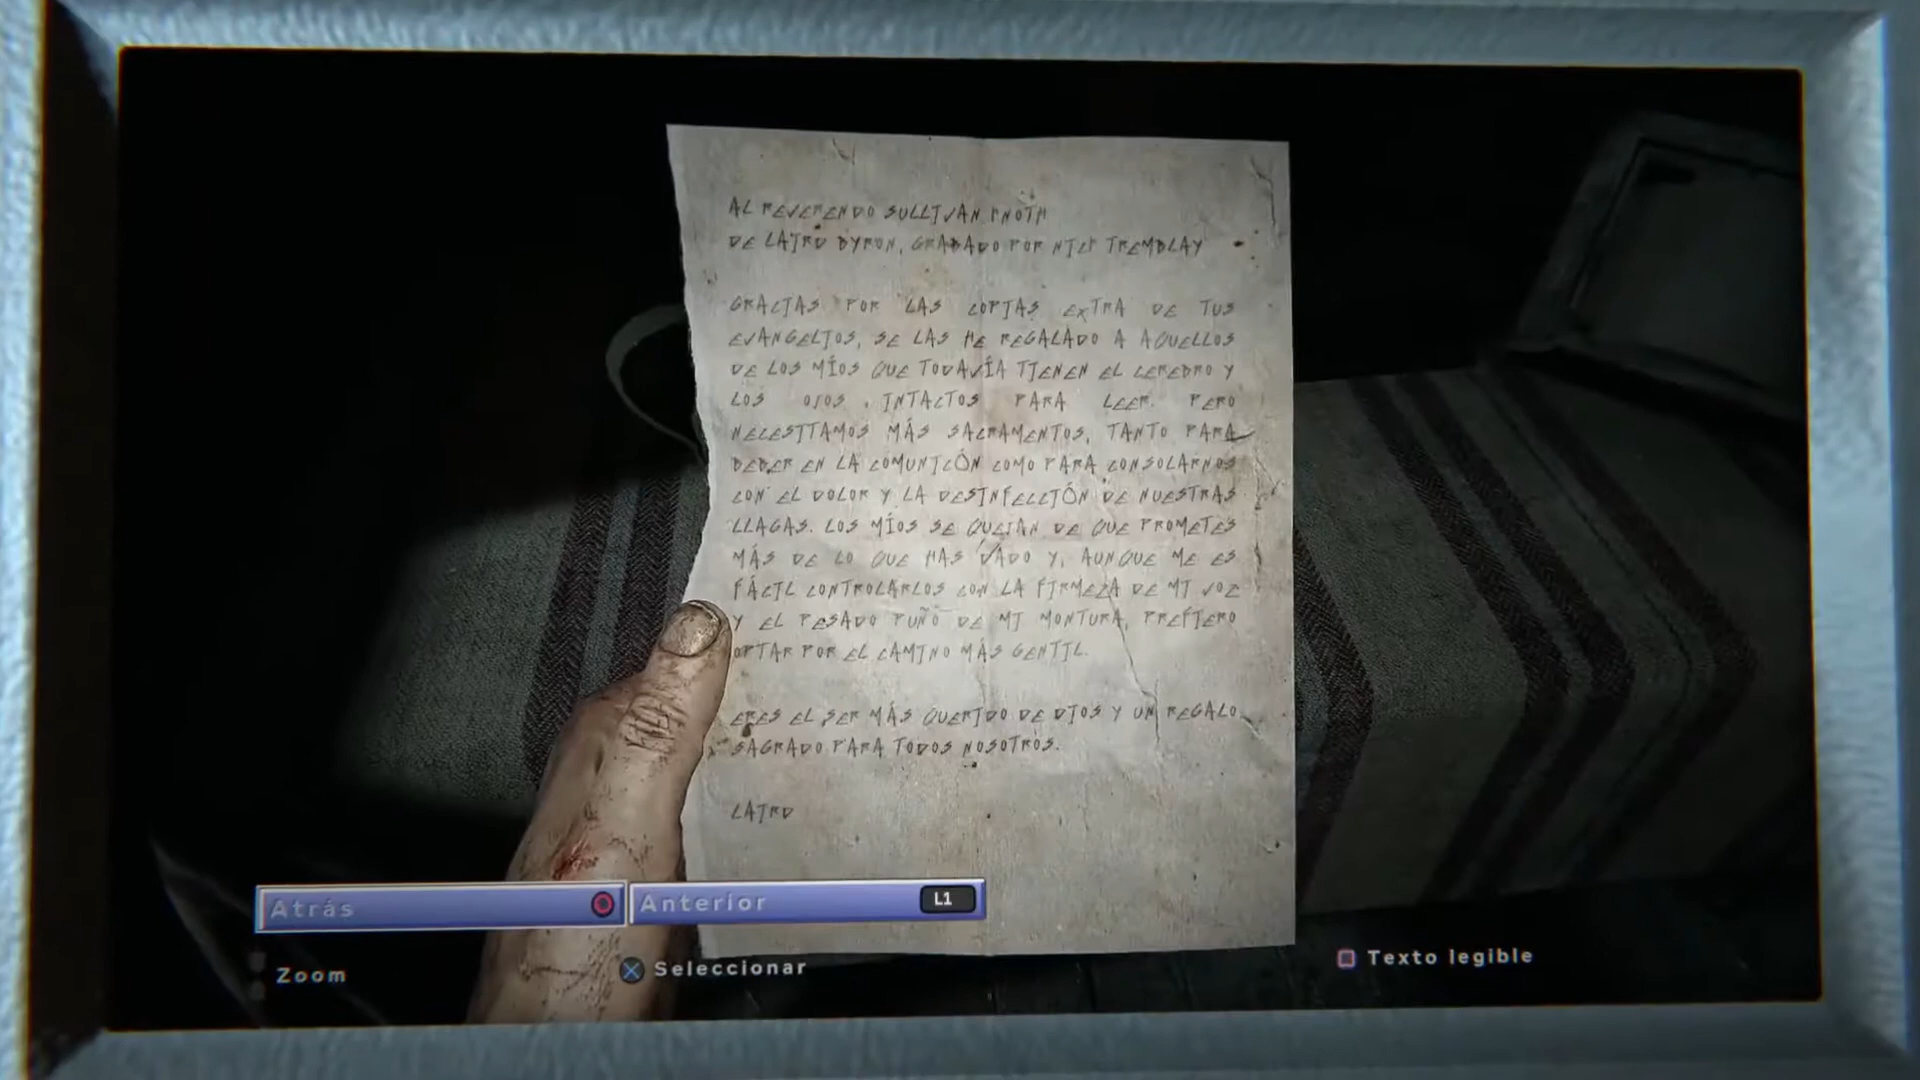 AL REVERENDO SULLIVAN KNOTH
DE LAIRD BYRON, GRABADO POR NICK TREMBLAY
GRACIAS POR LAS COPIAS EXTRA DE TUS
EVANGELIOS, SE LAS HE REGALADO A AQUELLOS
DE LOS MÍOS QUE TODAVÍA TIENEN EL CEREBRO Y
LOS OJOS INTACTOS PARA LEER. PERO
NECESITAMOS MÁS SACRAMENTOS, TANTO PARA
BEBER EN LA COMUNICÓN COMO PARA CONSOLARNOS
CON EL DOLOR Y LA DESINFECCIÓN DE NUESTRAS
LLAGAS. LOS MÍOS SE QUEJAN DE QUE PROMETES
MÁS DE LO QUE HAS DADO Y, AUNQUE ME ES
FÁCIL CONTROLARLOS CON LA FIRMEZA DE MI VOZ
Y EL PESADO PUÑO DE MI MONTURA, PREFIERO
OPTAR POR EL CAMINO MÁS GENTIL.
ERES EL SER MÁS QUERIDO DE DIOS Y UN REGALO
SAGRADO PARA TODOS NOSOTROS.
LAIRD
Atrás
Anterior L1
Zoom
Seleccionar
Texto legible